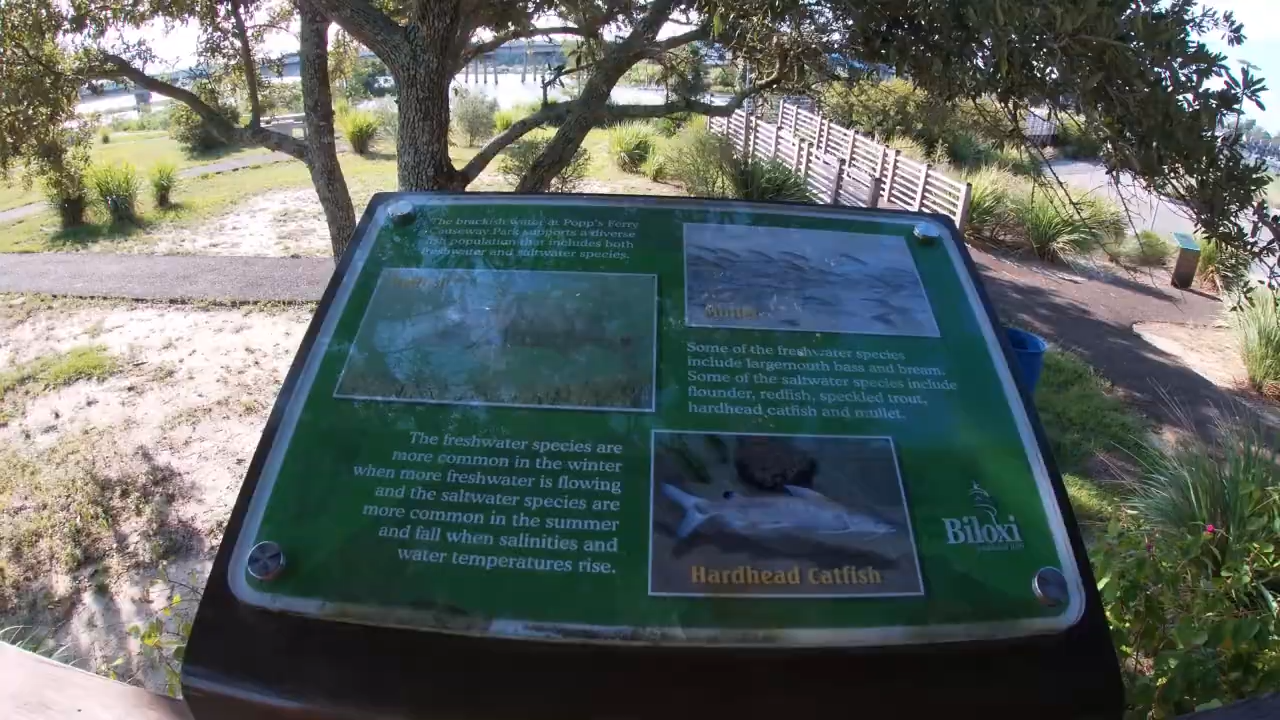 The brackish water at Popp's Ferry
Causeway Park supports a diverse
fish population that includes both
freshwater and saltwater species.
Mullet
Some of the freshwater species
include largemouth bass and bream.
Some of the saltwater species include
flounder, redfish, speckled trout,
hardhead catfish and mullet.
The freshwater species are
more common in the winter
when more freshwater is flowing
and the saltwater species are
more common in the summer
and fall when salinities and
water temperatures rise.
Hardhead Catfish
Biloxi